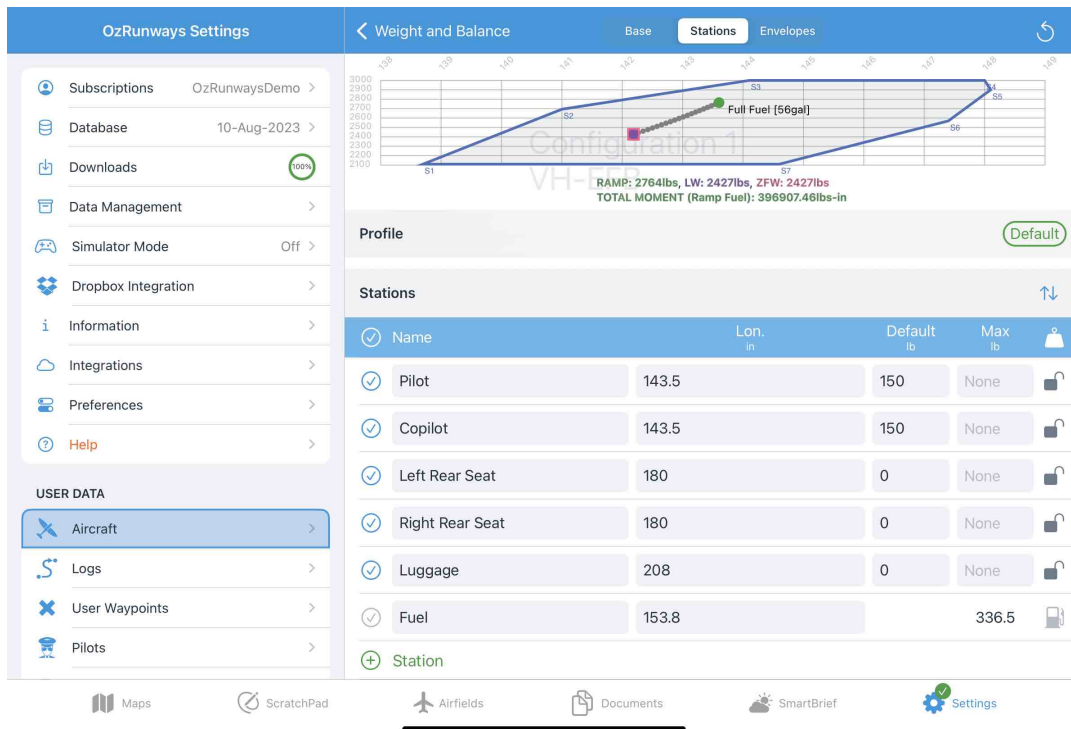 OzRunways Settings
Weight and Balance
Base
Stations
Envelopes
Subscriptions OzRunwaysDemo
Database 10-Aug-2023
Downloads 100%
Data Management
Simulator Mode Off
Dropbox Integration
Information
Integrations
Preferences
Help
USER DATA
Aircraft
Logs
User Waypoints
Pilots
138 139 140 141 142 143 144 145 146 147 148 149
3000
2900
2800
2700
2600
2500
2400
2300
2200
2100
S1
S2
S3
S4
S5
S6
S7
Full Fuel [56gal]
Configuration 1
VH-EFB
RAMP: 2764lbs, LW: 2427lbs, ZFW: 2427lbs
TOTAL MOMENT (Ramp Fuel): 396907.46lbs-in
Profile Default
Stations
Name Lon. in Default lb Max lb
Pilot 143.5 150 None
Copilot 143.5 150 None
Left Rear Seat 180 0 None
Right Rear Seat 180 0 None
Luggage 208 0 None
Fuel 153.8 336.5
Station
Maps
ScratchPad
Airfields
Documents
SmartBrief
Settings